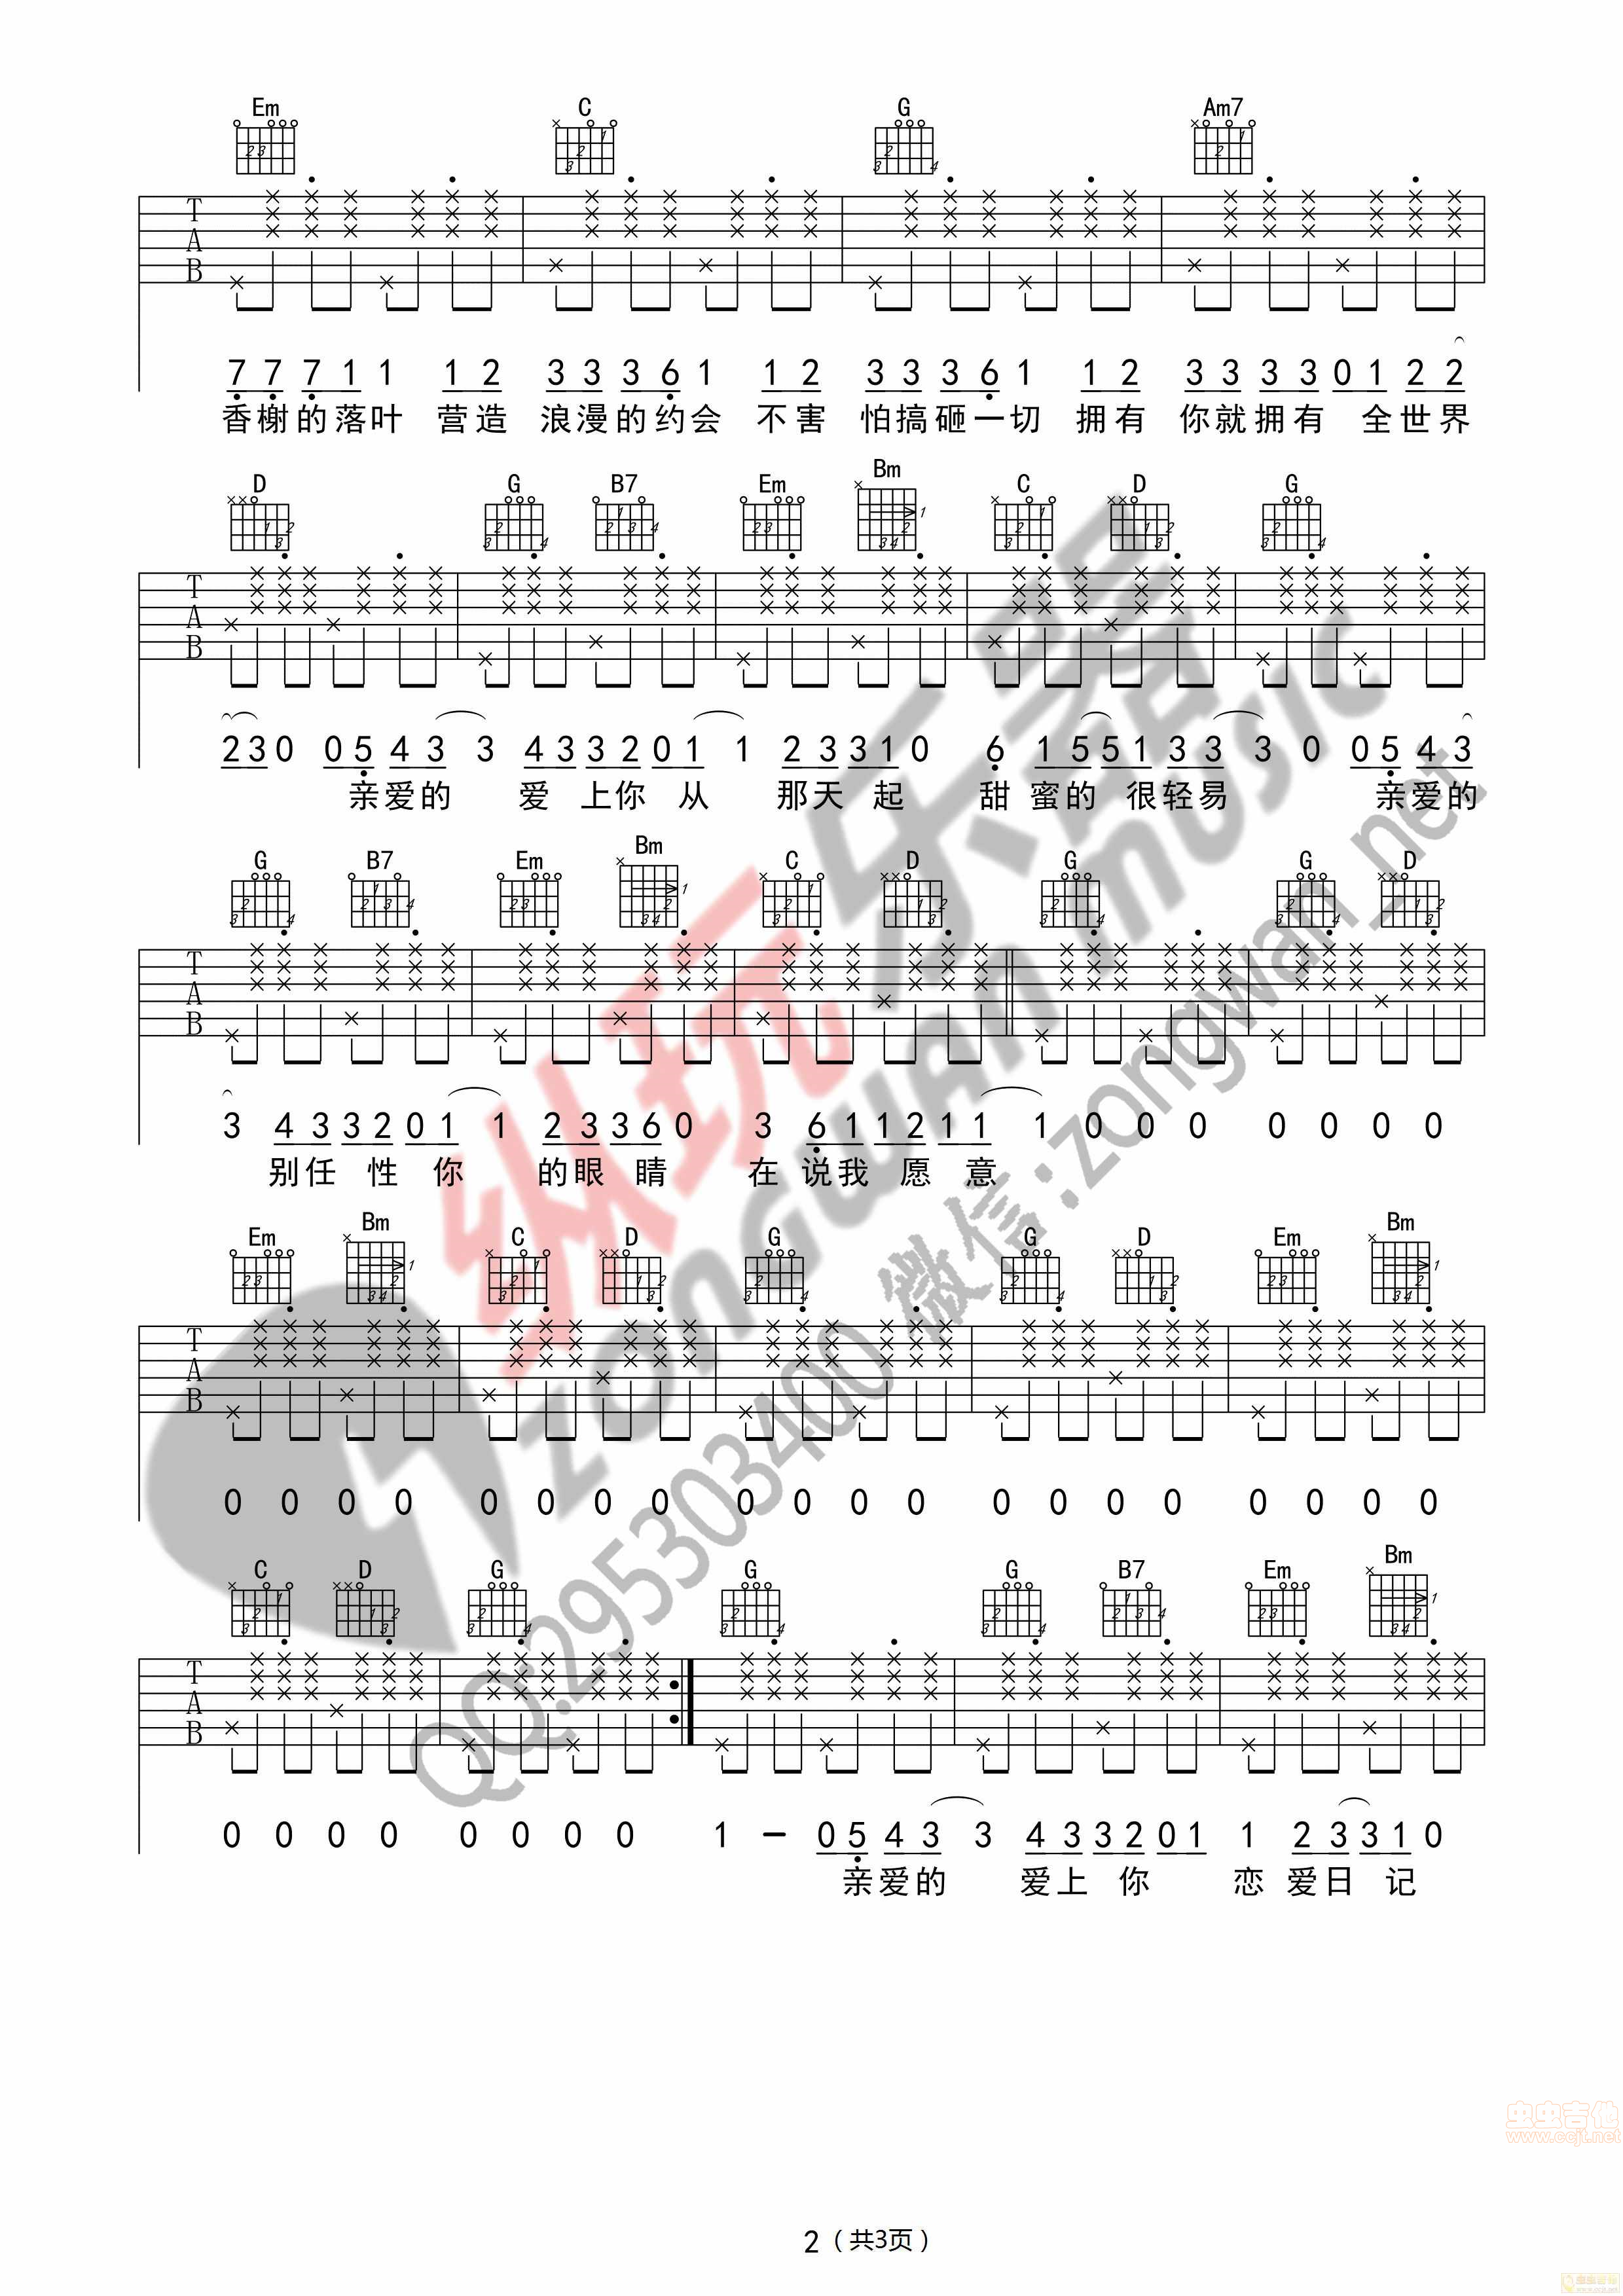 Em C G Am7
T
A
B
7 7 7 1 1 1 2 3 3 3 6 1 1 2 3 3 3 6 1 1 2 3 3 3 3 0 1 2 2
香榭的落叶 营造 浪漫的约会 不害 怕搞砸一切 拥有 你就拥有 全世界
D G B7 Em Bm C D G
T
A
B
2 3 0 0 5 4 3 3 4 3 3 2 0 1 1 2 3 3 1 0 6 1 5 5 1 3 3 3 0 0 5 4 3
亲爱的 爱 上你 从 那天 起 甜 蜜的 很轻易 亲爱的
G B7 Em Bm C D G G D
T
A
B
3 4 3 3 2 0 1 1 2 3 3 6 0 3 6 1 1 2 1 1 1 0 0 0 0 0 0 0
别任 性 你 的眼 睛 在 说我 愿 意
Em Bm C D G G D Em Bm
T
A
B
0 0 0 0 0 0 0 0 0 0 0 0 0 0 0 0 0 0 0
C D G G G B7 Em Bm
T
A
B
0 0 0 0 0 0 0 0 1 - 0 5 4 3 3 4 3 3 2 0 1 1 2 3 3 1 0
亲爱的 爱上 你 恋 爱日 记
纵玩乐器
ZONGWAN MUSIC
QQ:295303400 微信:zongwan_net
虫虫吉他
www.ccjt.net
2（共3页）